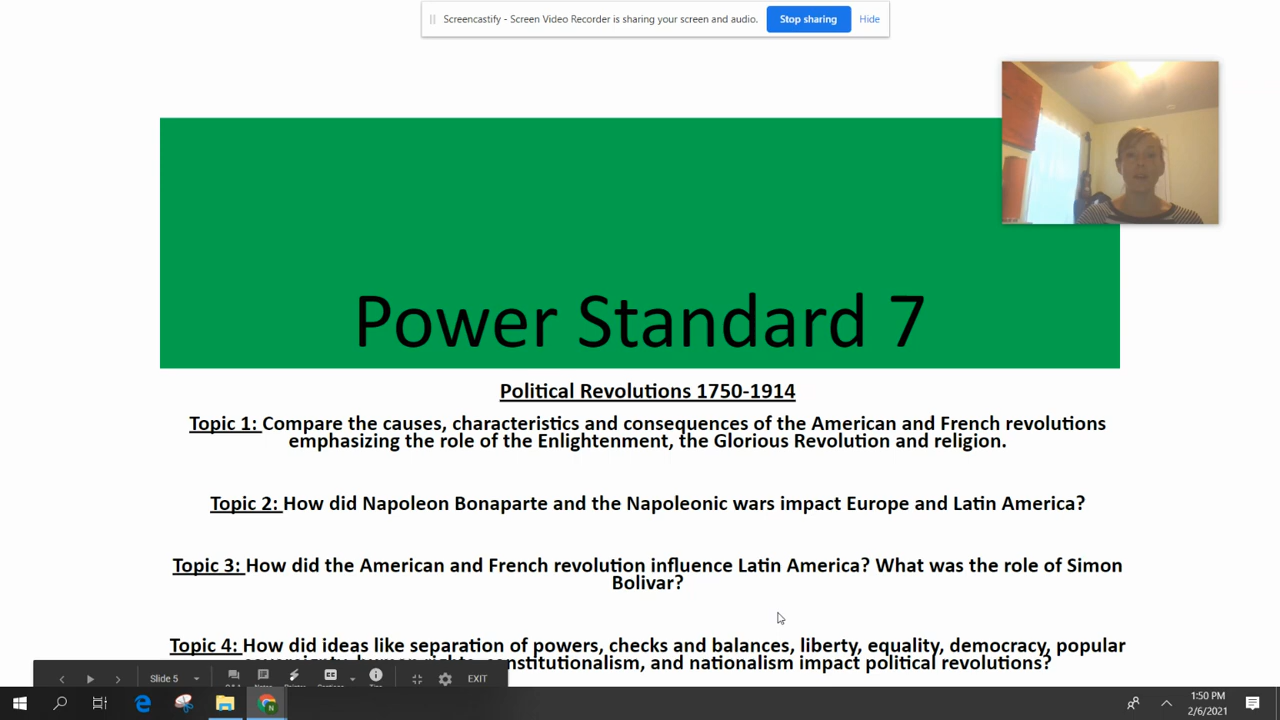 Screencastify - Screen Video Recorder is sharing your screen and audio.
Stop sharing
Hide
Power Standard 7
Political Revolutions 1750-1914
Topic 1: Compare the causes, characteristics and consequences of the American and French revolutions
emphasizing the role of the Enlightenment, the Glorious Revolution and religion.
Topic 2: How did Napoleon Bonaparte and the Napoleonic wars impact Europe and Latin America?
Topic 3: How did the American and French revolution influence Latin America? What was the role of Simon
Bolivar?
Topic 4: How did ideas like separation of powers, checks and balances, liberty, equality, democracy, popular
constitutionalism, and nationalism impact political revolutions?
Slide 5
EXIT
1:50 PM
2/6/2021